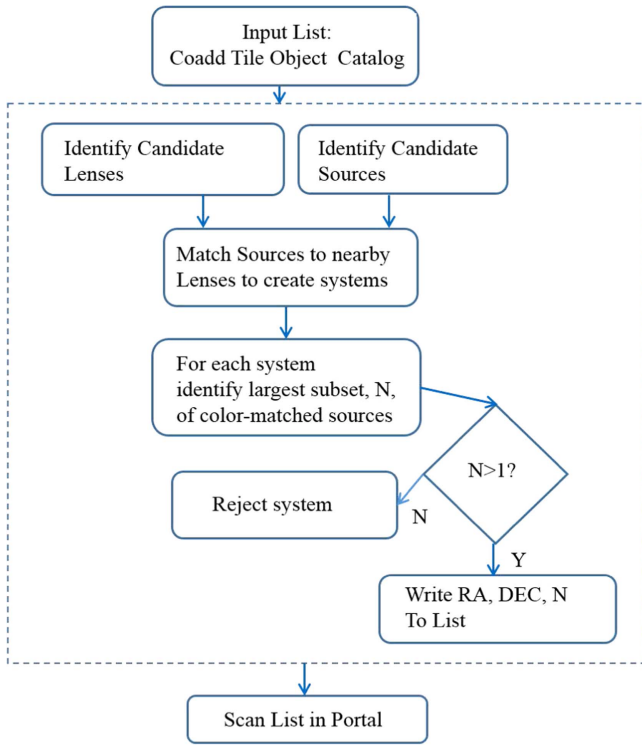 Input List:
Coadd Tile Object Catalog
Identify Candidate
Lenses
Identify Candidate
Sources
Match Sources to nearby
Lenses to create systems
For each system
identify largest subset, N,
of color-matched sources
N>1?
Reject system
N
Y
Write RA, DEC, N
To List
Scan List in Portal